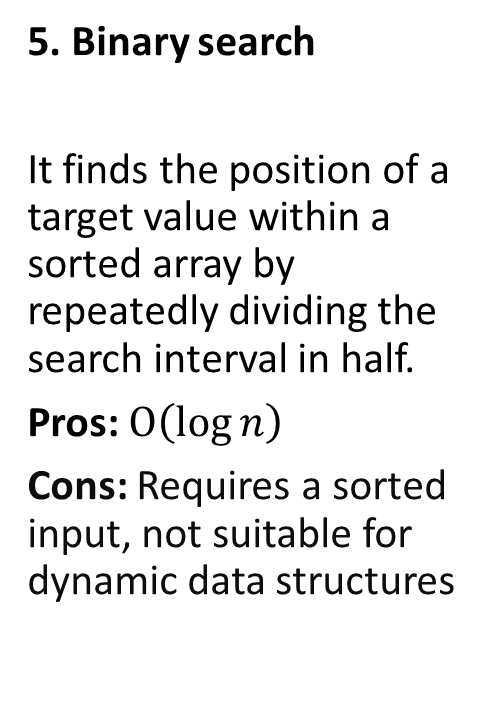 5. Binary search
It finds the position of a
target value within a
sorted array by
repeatedly dividing the
search interval in half.
Pros: O(log n)
Cons: Requires a sorted
input, not suitable for
dynamic data structures